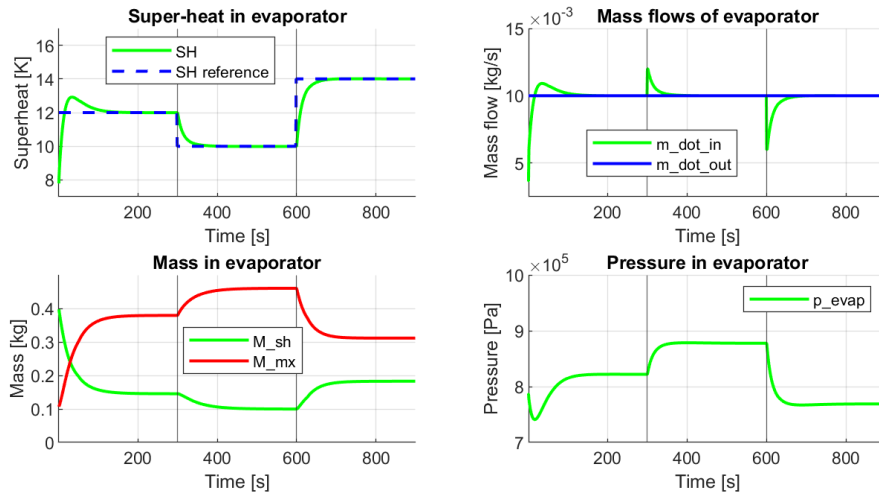 Super-heat in evaporator
16
14
12
10
8
Superheat [K]
SH
SH reference
200
400
600
800
Time [s]
Mass flows of evaporator
× 10-3
15
10
5
Mass flow [kg/s]
m_dot_in
m_dot_out
200
400
600
800
Time [s]
Mass in evaporator
0.4
0.3
0.2
0.1
0
Mass [kg]
M_sh
M_mx
200
400
600
800
Time [s]
Pressure in evaporator
× 105
10
9
8
7
Pressure [Pa]
p_evap
200
400
600
800
Time [s]